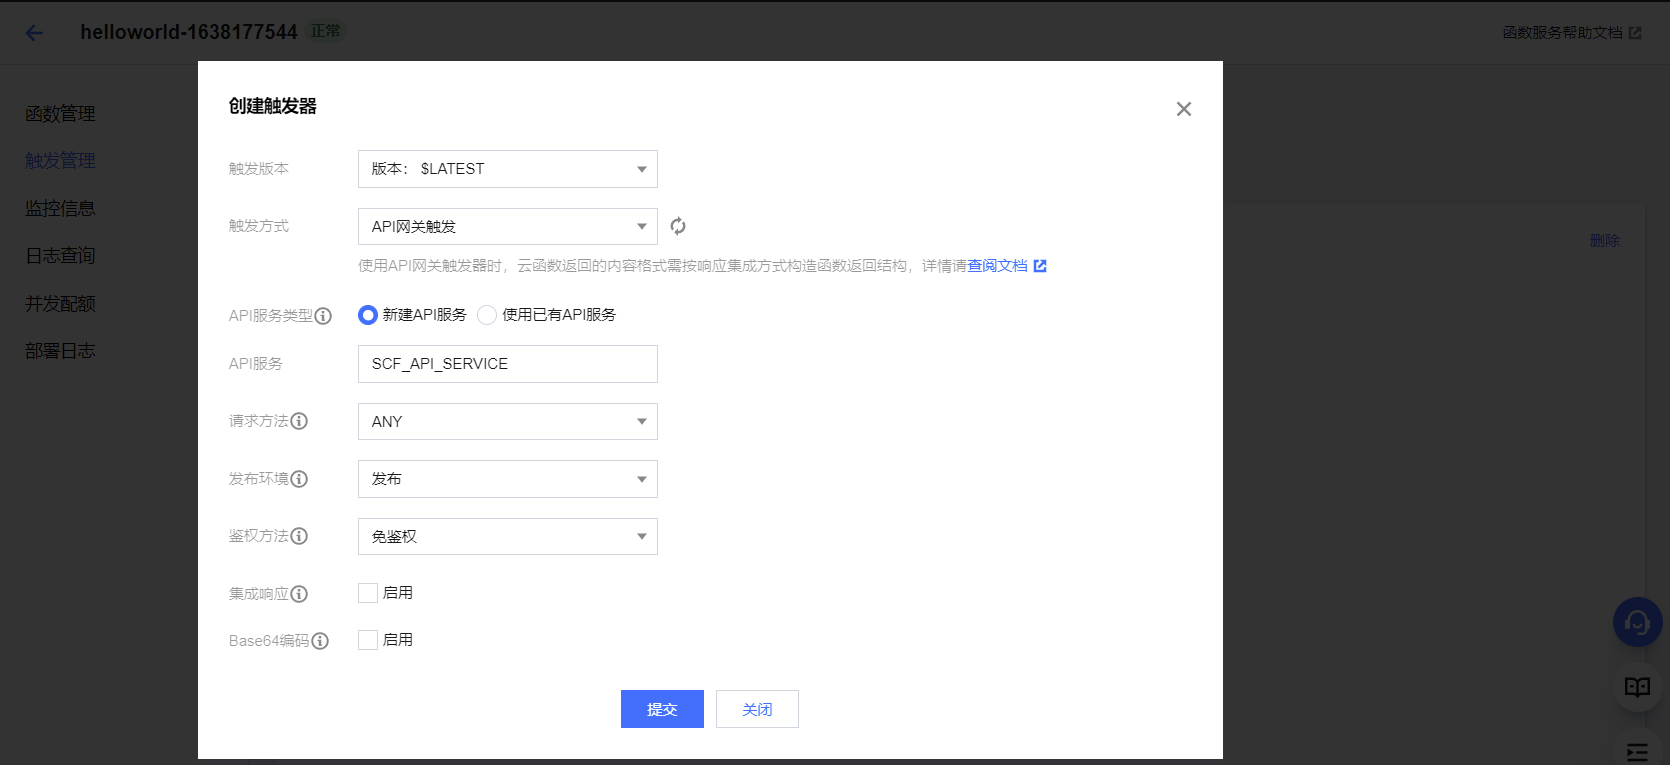 helloworld-1638177544 正常
函数服务帮助文档
函数管理
触发管理
监控信息
日志查询
并发配额
部署日志
删除
创建触发器
触发版本 版本： $LATEST
触发方式 API网关触发
使用API网关触发器时，云函数返回的内容格式需按响应集成方式构造函数返回结构，详情请查阅文档
API服务类型 新建API服务 使用已有API服务
API服务 SCF_API_SERVICE
请求方法 ANY
发布环境 发布
鉴权方法 免鉴权
集成响应 启用
Base64编码 启用
提交 关闭